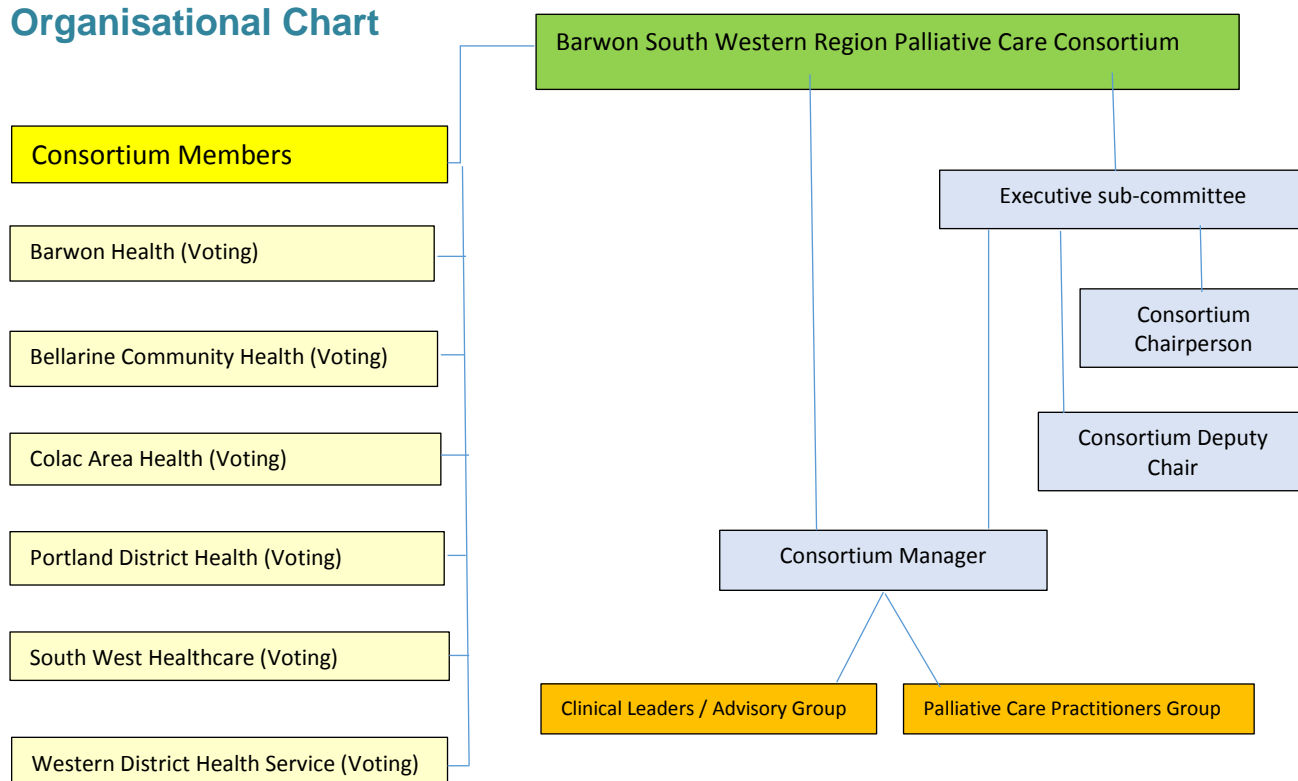 Organisational Chart
Barwon South Western Region Palliative Care Consortium
Consortium Members
Barwon Health (Voting)
Bellarine Community Health (Voting)
Colac Area Health (Voting)
Portland District Health (Voting)
South West Healthcare (Voting)
Western District Health Service (Voting)
Executive sub-committee
Consortium
Chairperson
Consortium Deputy
Chair
Consortium Manager
Clinical Leaders / Advisory Group
Palliative Care Practitioners Group